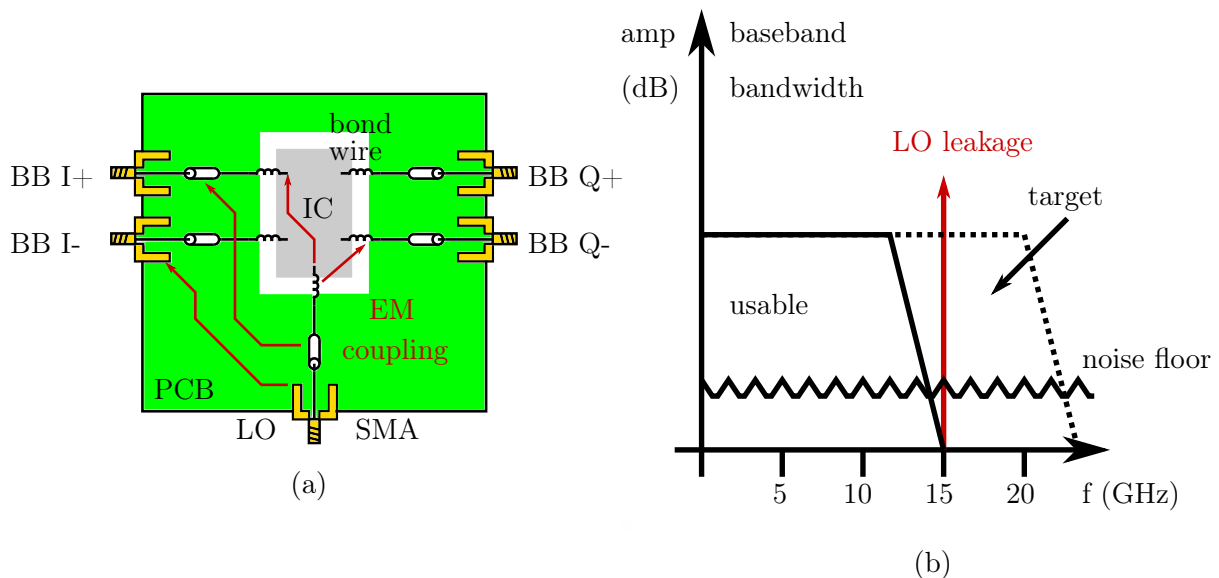 bond
wire
BB I+
BB Q+
IC
BB I-
BB Q-
EM
coupling
PCB
LO
SMA
(a)
amp
baseband
(dB)
bandwidth
LO leakage
target
usable
noise floor
5
10
15
20
f (GHz)
(b)